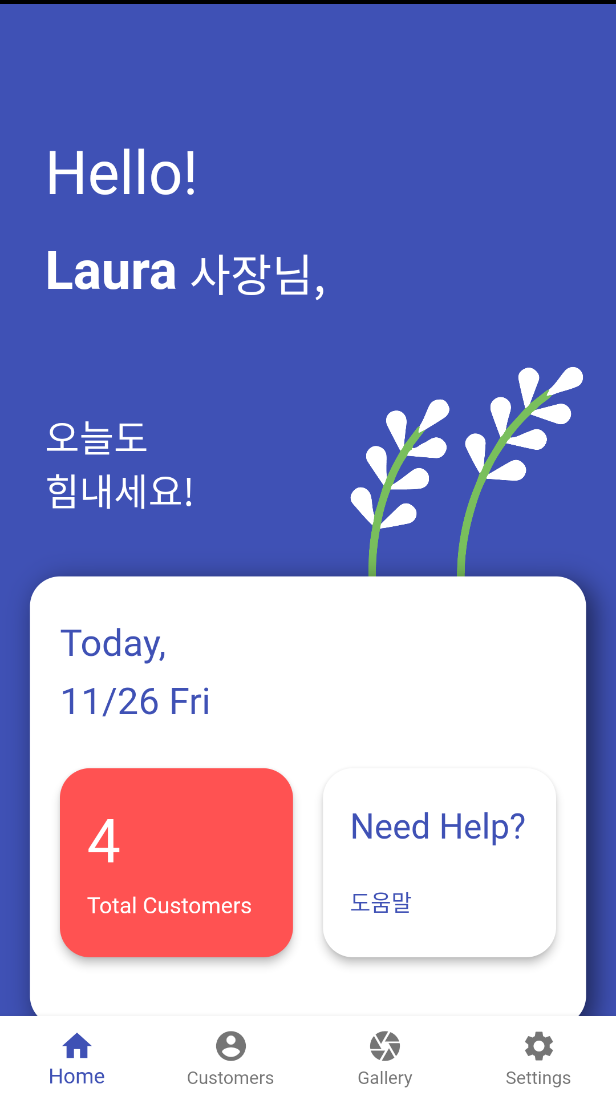 Hello!
Laura 사장님,
오늘도
힘내세요!
Today,
11/26 Fri
4
Total Customers
Need Help?
도움말
Home
Customers
Gallery
Settings